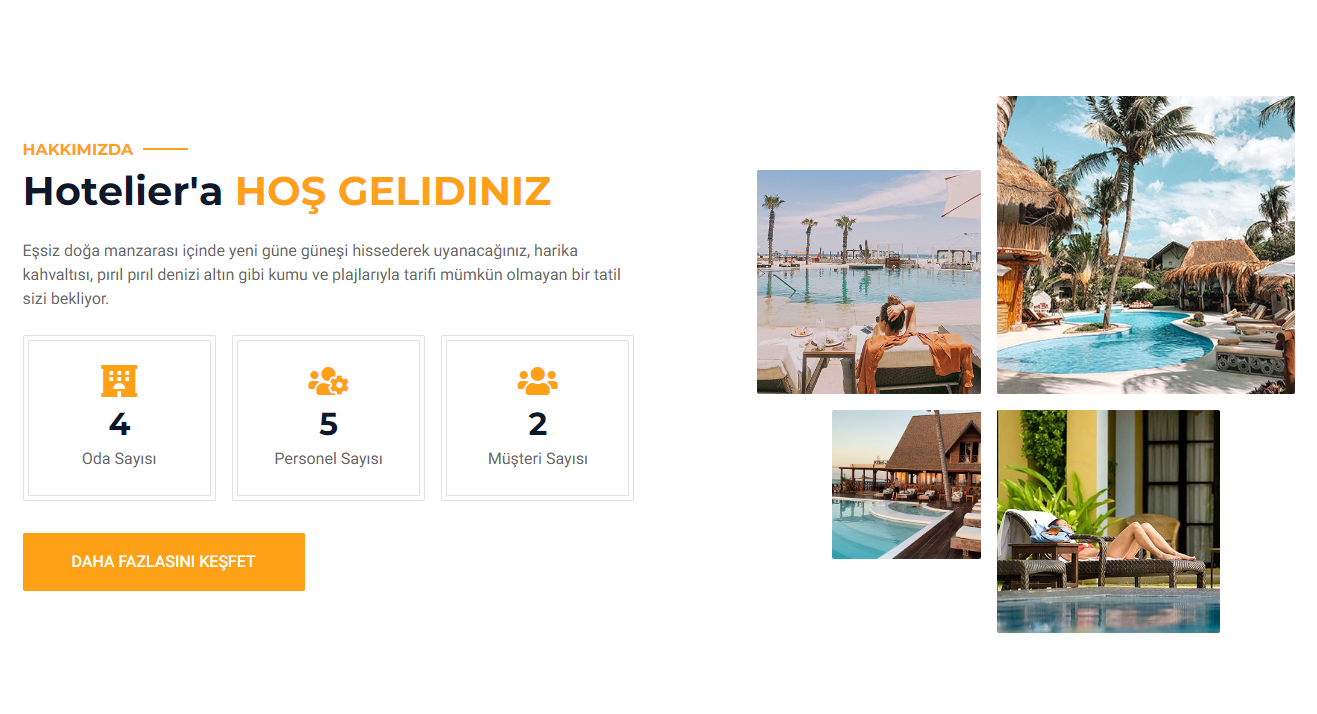 HAKKIMIZDA
Hotelier'a HOŞ GELIDINIZ
Eşsiz doğa manzarası içinde yeni güne güneşi hissederek uyanacağınız, harika
kahvaltısı, pırıl pırıl denizi altın gibi kumu ve plajlarıyla tarifi mümkün olmayan bir tatil
sizi bekliyor.
4
Oda Sayısı
5
Personel Sayısı
2
Müşteri Sayısı
DAHA FAZLASINI KEŞFET